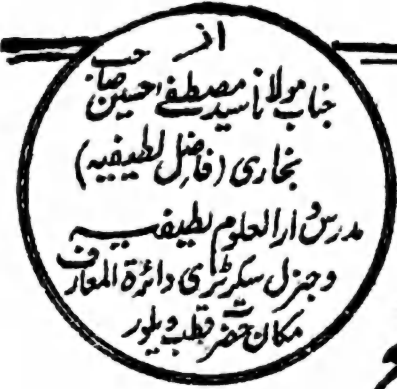 از
جناب مولانا سید مصطفے حسین صاحب
بخاری (فاضل لطیفیہ)
مدرس دارالعلوم لطیفیہ
و جنرل سکرٹری دائرۃ المعارف
مکان حضرت قطب ویلور